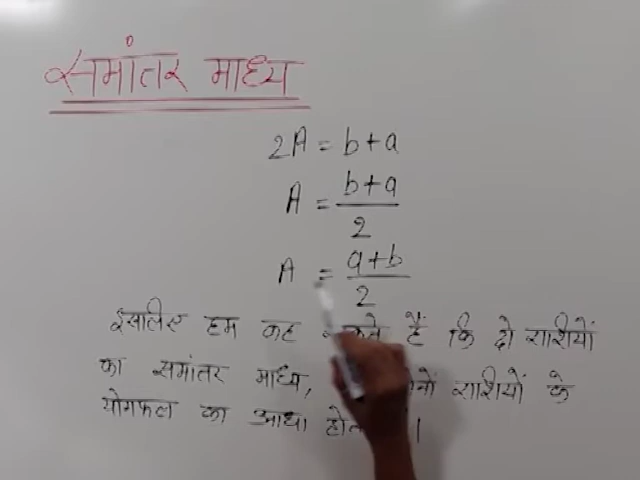 समांतर माध्य
2A = b+a
A = b+a/2
A = a+b/2
इसलिए हम कह है कि दो राशियों
का समांतर माध्य, राशियों के
योगफल का आधा ।